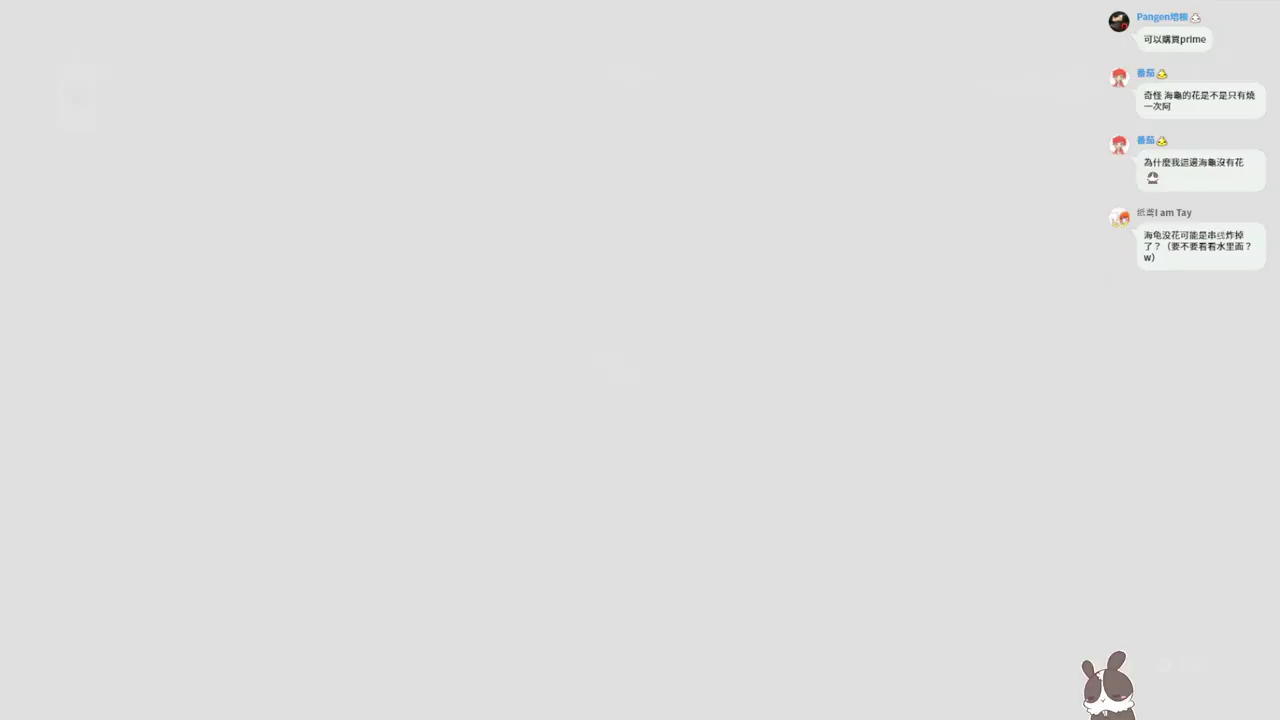 Pangen培根
可以購買prime
番茄
奇怪 海龜的花是不是只有燒
一次阿
番茄
為什麼我這邊海龜沒有花
纸鸢I am Tay
海龟没花可能是串线炸掉
了？（要不要看看水里面？
w）